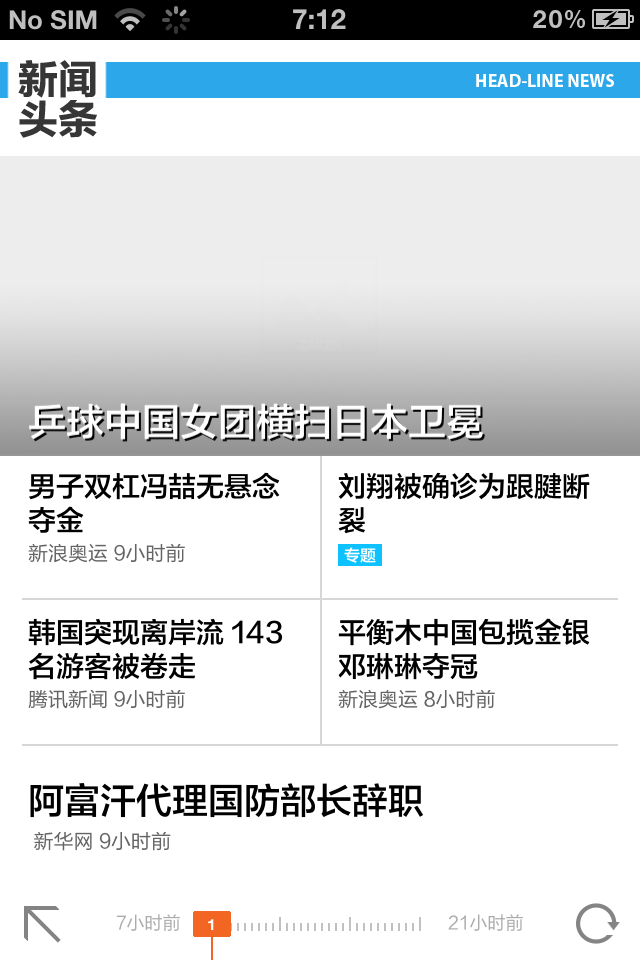 No SIM 7:12 20%
新闻
头条
HEAD-LINE NEWS
乒球中国女团横扫日本卫冕
男子双杠冯喆无悬念
夺金
新浪奥运 9小时前
刘翔被确诊为跟腱断
裂
专题
韩国突现离岸流 143
名游客被卷走
腾讯新闻 9小时前
平衡木中国包揽金银
邓琳琳夺冠
新浪奥运 8小时前
阿富汗代理国防部长辞职
新华网 9小时前
7小时前 1 21小时前